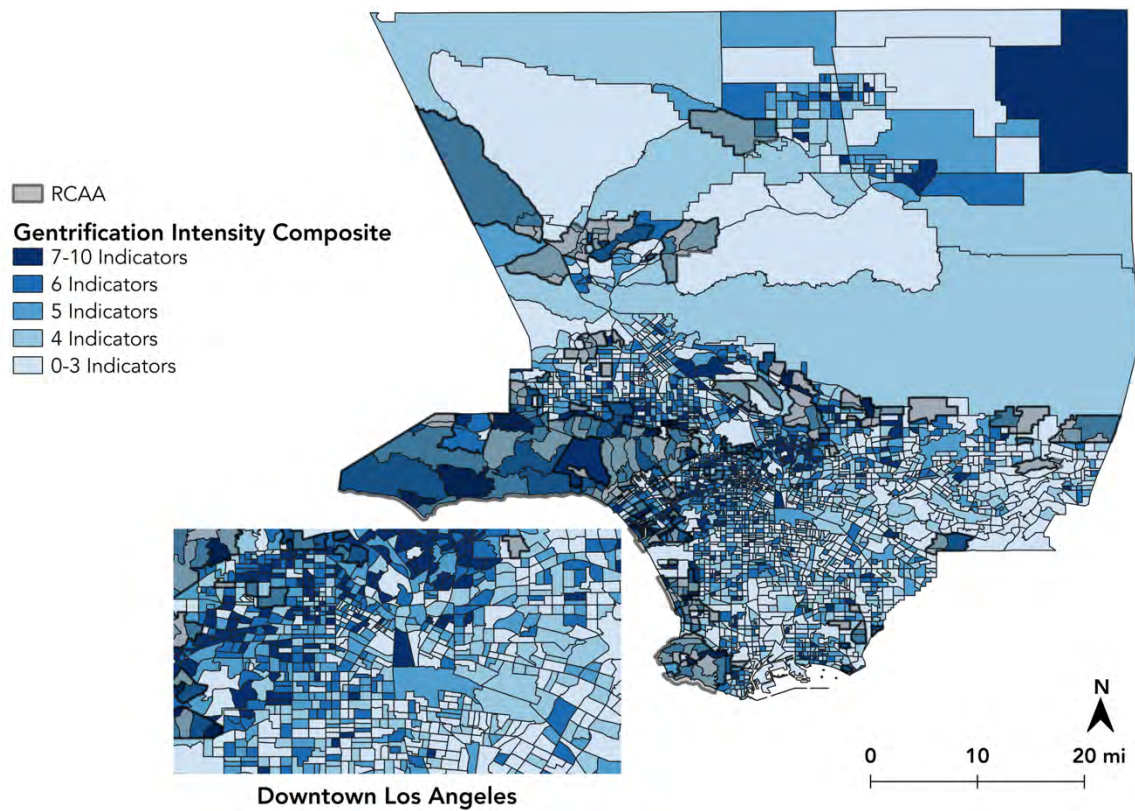 RCAA
Gentrification Intensity Composite
7-10 Indicators
6 Indicators
5 Indicators
4 Indicators
0-3 Indicators
Downtown Los Angeles
N
0 10 20 mi